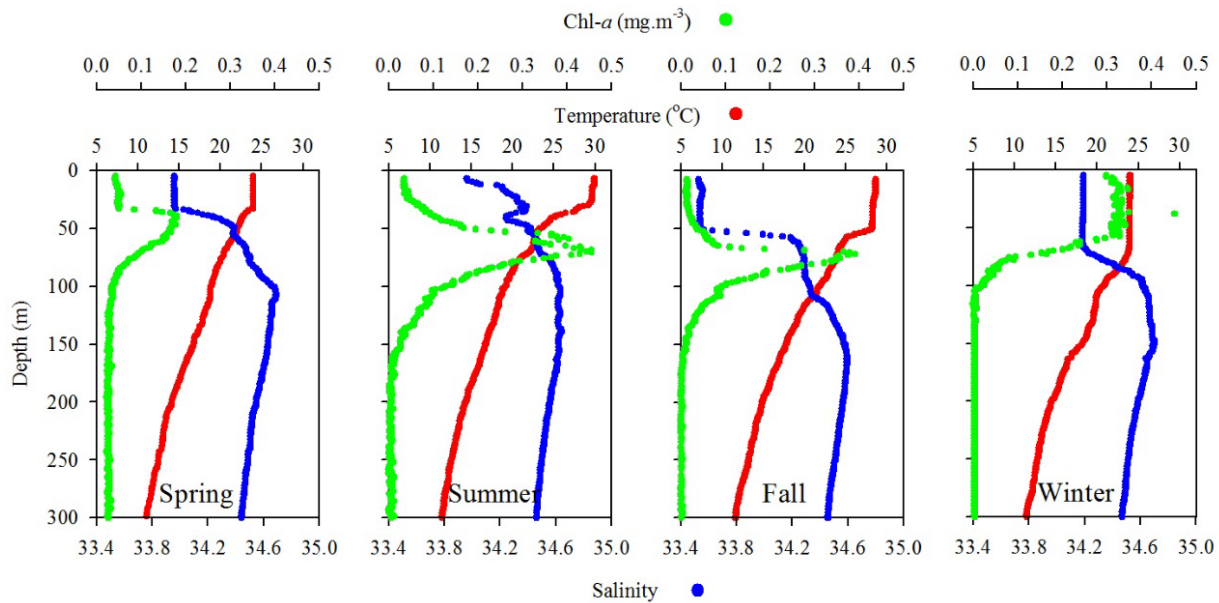 Chl-a (mg.m-3)
0.0 0.1 0.2 0.3 0.4 0.5 0.0 0.1 0.2 0.3 0.4 0.5 0.0 0.1 0.2 0.3 0.4 0.5 0.0 0.1 0.2 0.3 0.4 0.5
Temperature (oC)
5 10 15 20 25 30 5 10 15 20 25 30 5 10 15 20 25 30 5 10 15 20 25 30
0
50
100
150
200
250
300
Depth (m)
Spring Summer Fall Winter
33.4 33.8 34.2 34.6 33.4 33.8 34.2 34.6 35.0 33.4 33.8 34.2 34.6 35.0 33.4 33.8 34.2 34.6 35.0
Salinity